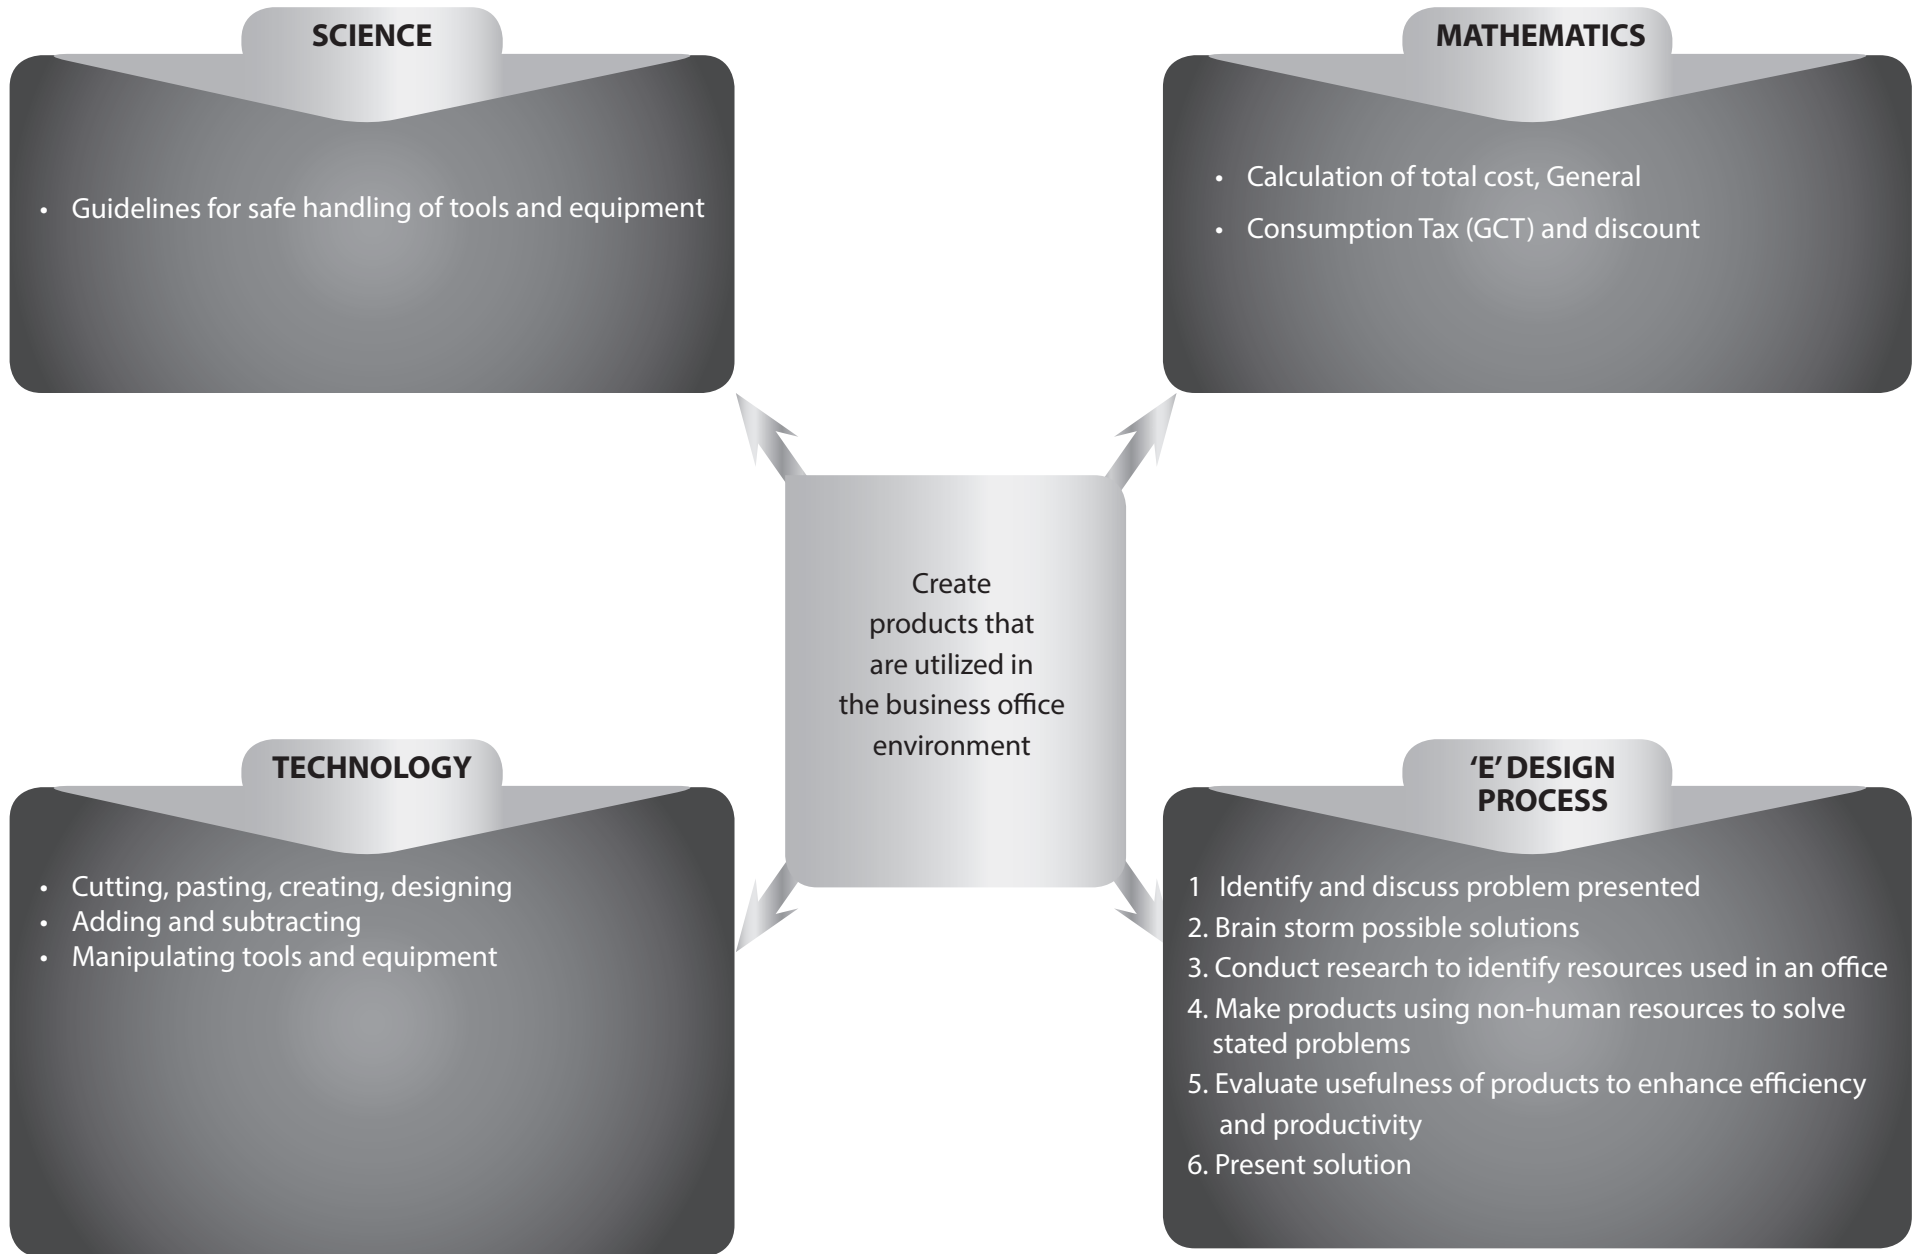 SCIENCE
• Guidelines for safe handling of tools and equipment
MATHEMATICS
• Calculation of total cost, General
• Consumption Tax (GCT) and discount
Create
products that
are utilized in
the business office
environment
TECHNOLOGY
• Cutting, pasting, creating, designing
• Adding and subtracting
• Manipulating tools and equipment
‘E’ DESIGN
PROCESS
1 Identify and discuss problem presented
2. Brain storm possible solutions
3. Conduct research to identify resources used in an office
4. Make products using non-human resources to solve
stated problems
5. Evaluate usefulness of products to enhance efficiency
and productivity
6. Present solution